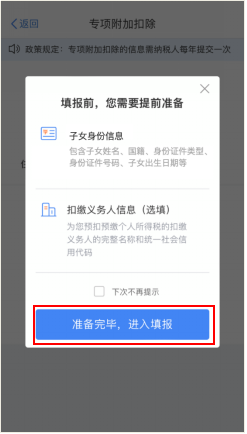 返回
专项附加扣除
政策规定：专项附加扣除的信息需纳税人每年提交一次
填报前，您需要提前准备
子女身份信息
包含子女姓名、国籍、身份证件类型、
身份证件号码、子女出生日期等
扣缴义务人信息（选填）
为您预扣预缴个人所得税的扣缴
义务人的完整名称和统一社会信
用代码
下次不再提示
准备完毕，进入填报